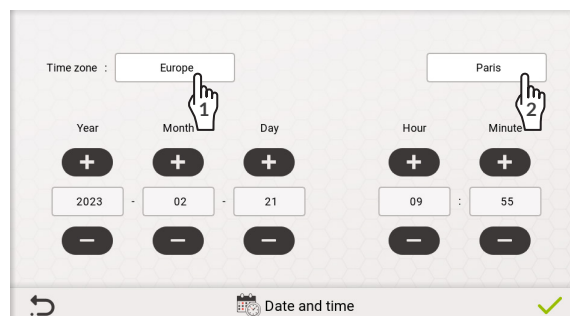 Time zone : Europe Paris
1 2
Year Month Day Hour Minute
+ + + + +
2023 - 02 - 21 09 : 55
− − − − −
Date and time